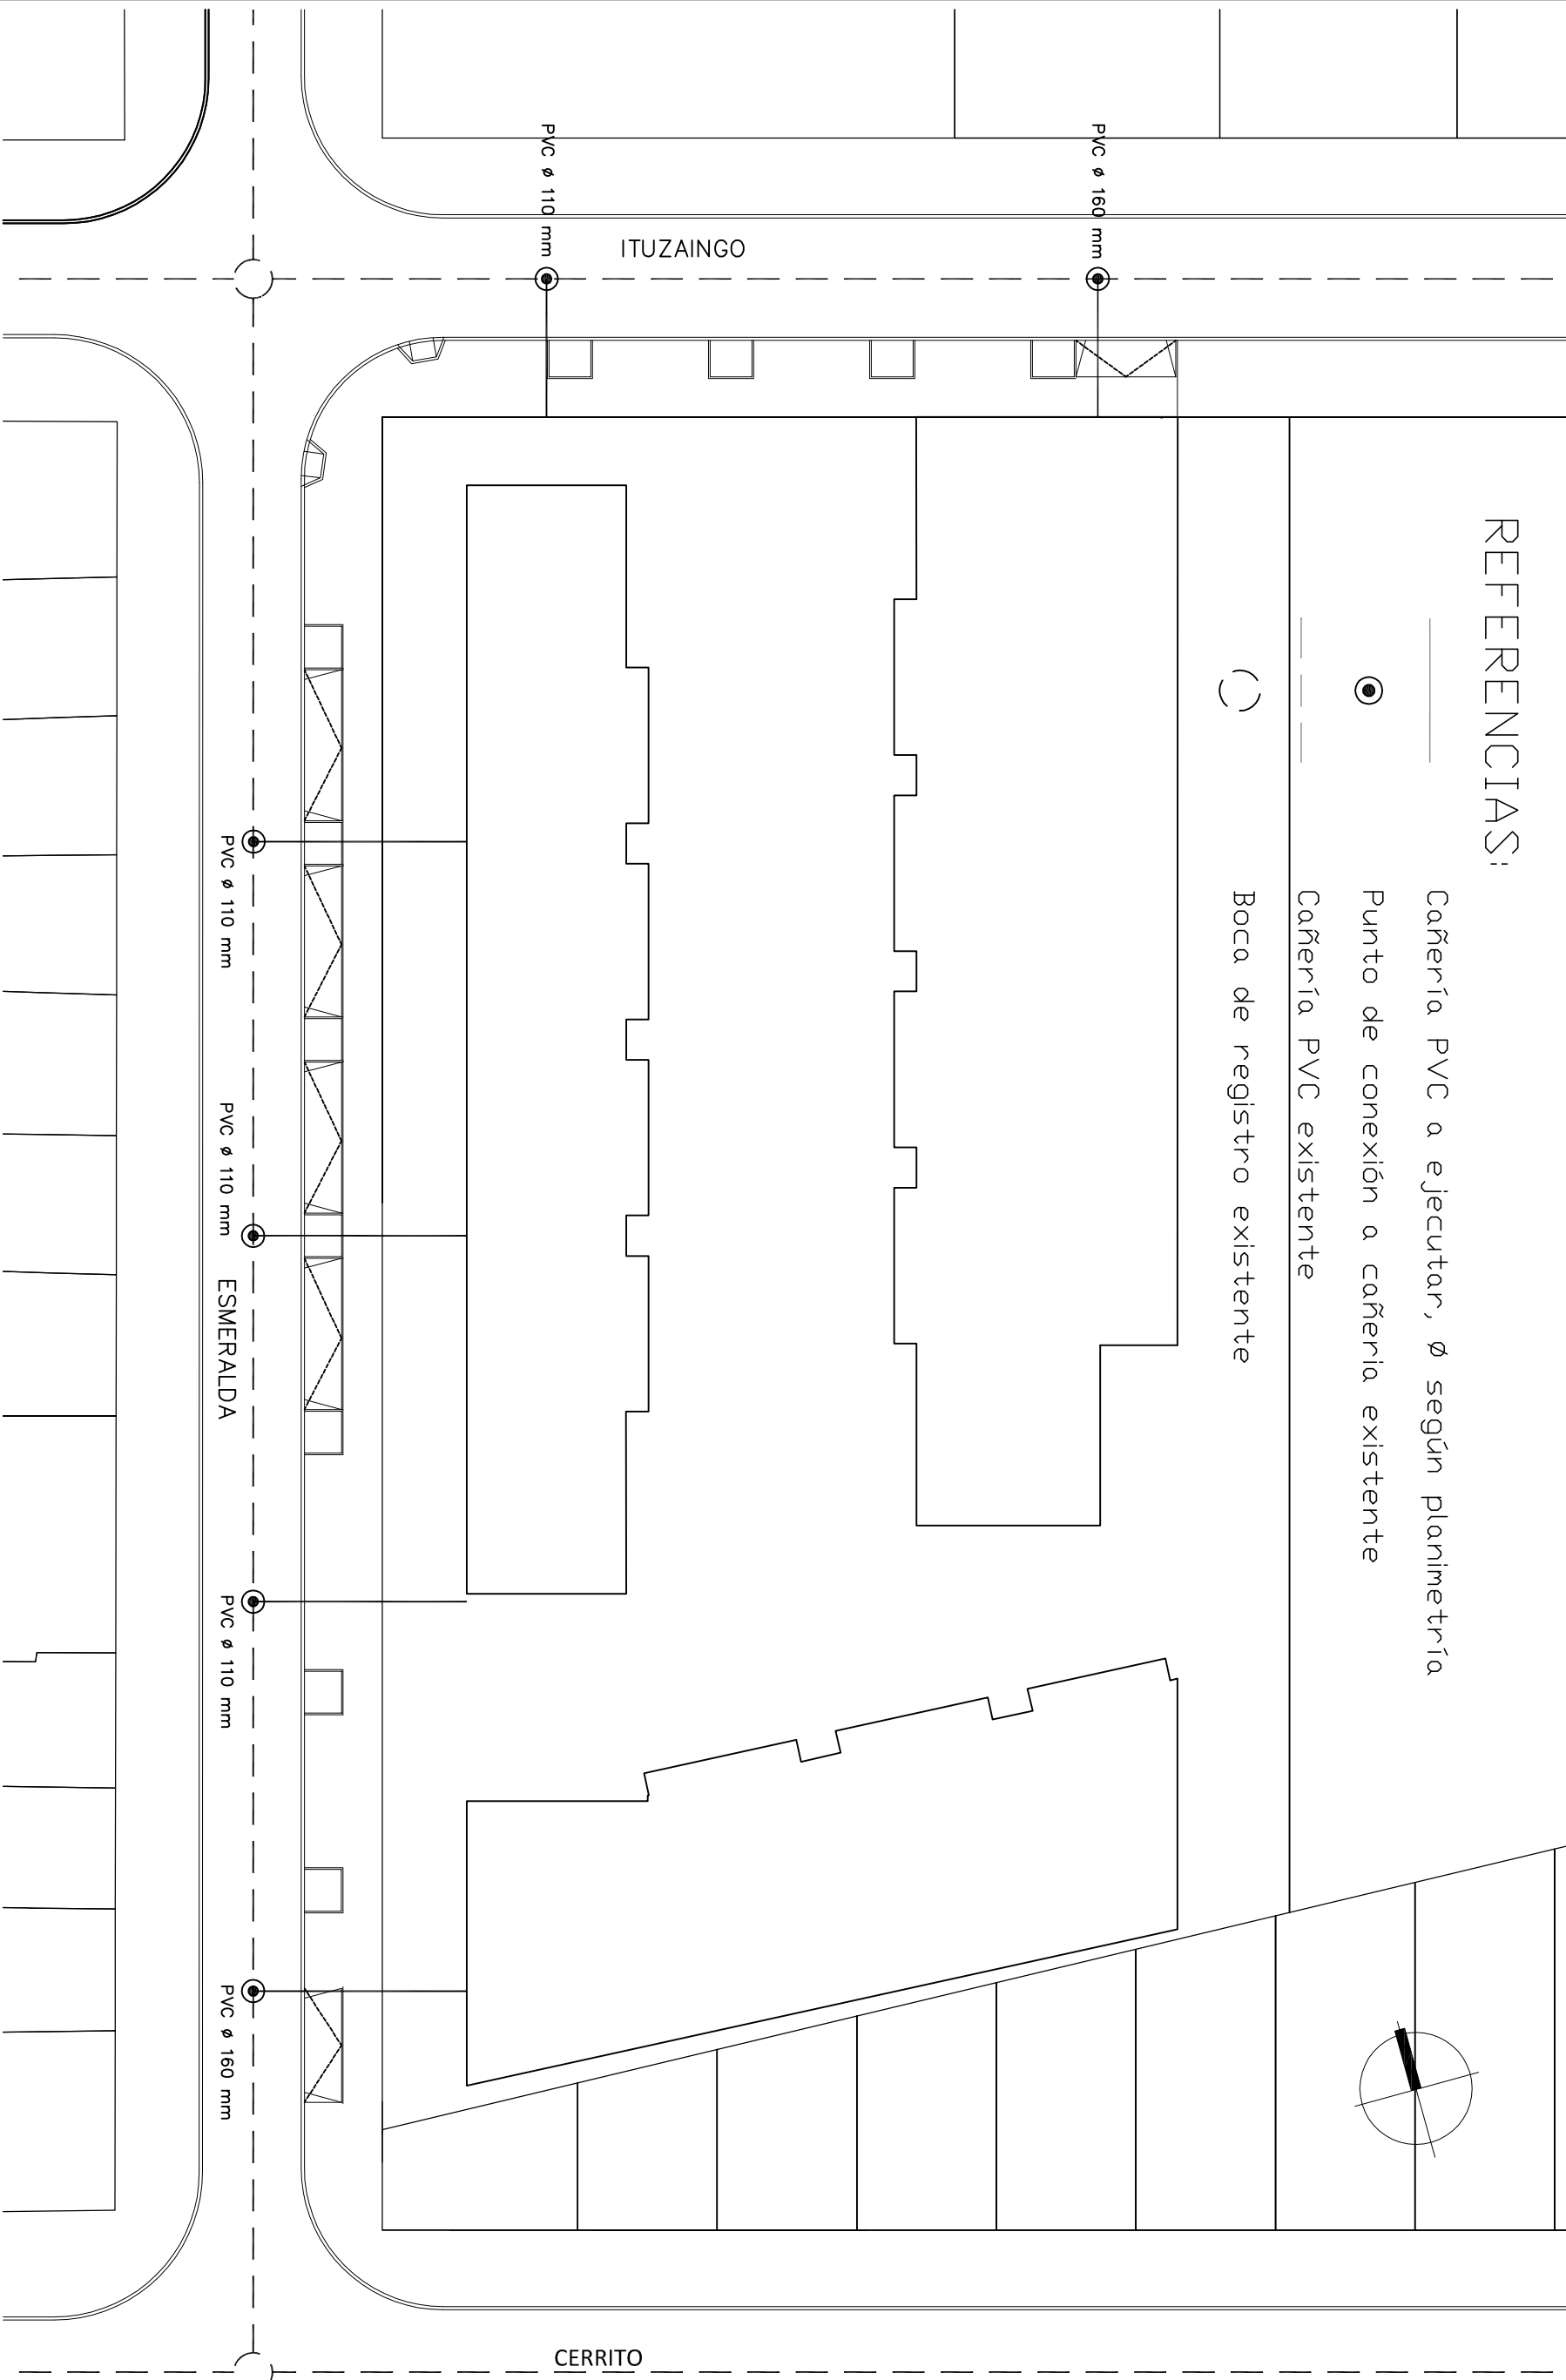 PVC ø 110 mm
PVC ø 160 mm
ITUZAINGO
REFERENCIAS:
Cañería PVC a ejecutar, Ø según planimetría
Punto de conexión a cañeria existente
Cañería PVC existente
Boca de registro existente
PVC ø 110 mm
PVC ø 110 mm
ESMERALDA
PVC ø 110 mm
PVC ø 160 mm
CERRITO